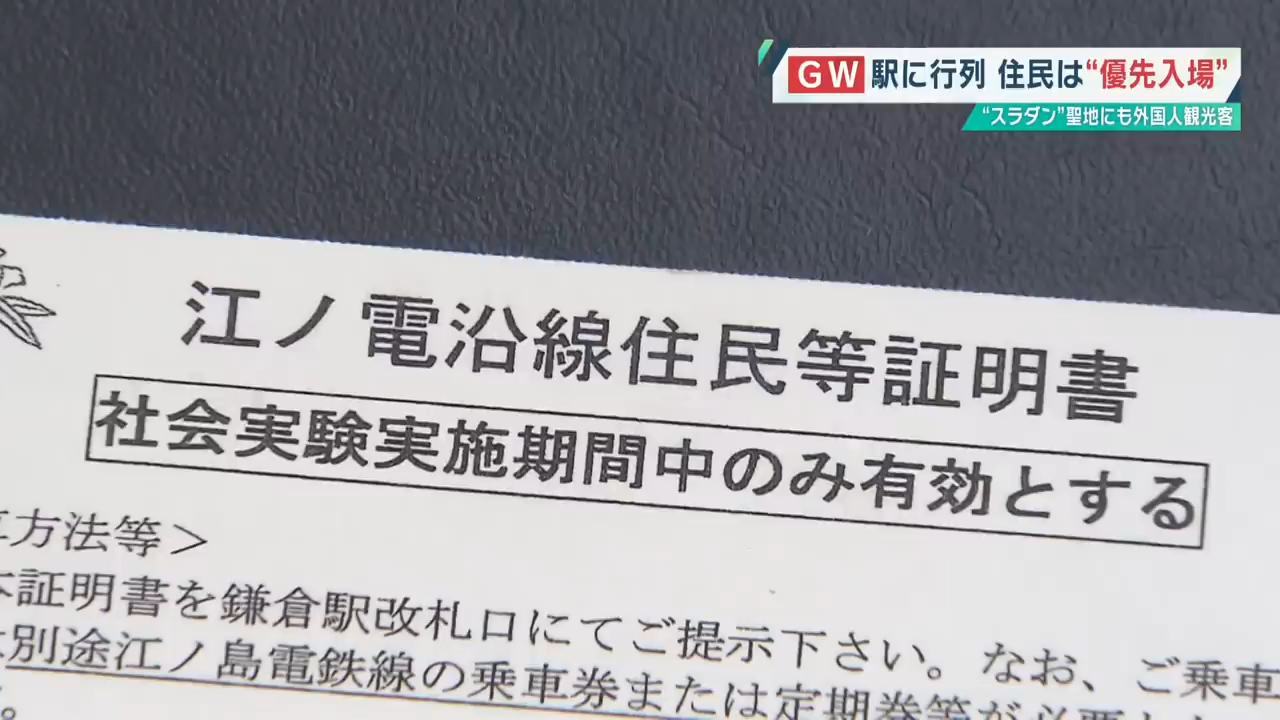 GW 駅に行列 住民は“優先入場”
“スラダン”聖地にも外国人観光客
江ノ電沿線住民等証明書
社会実験実施期間中のみ有効とする
方法等＞
本証明書を鎌倉駅改札口にてご提示下さい。なお、ご乗車
別途江ノ島電鉄線の乗車券または定期券等が必要